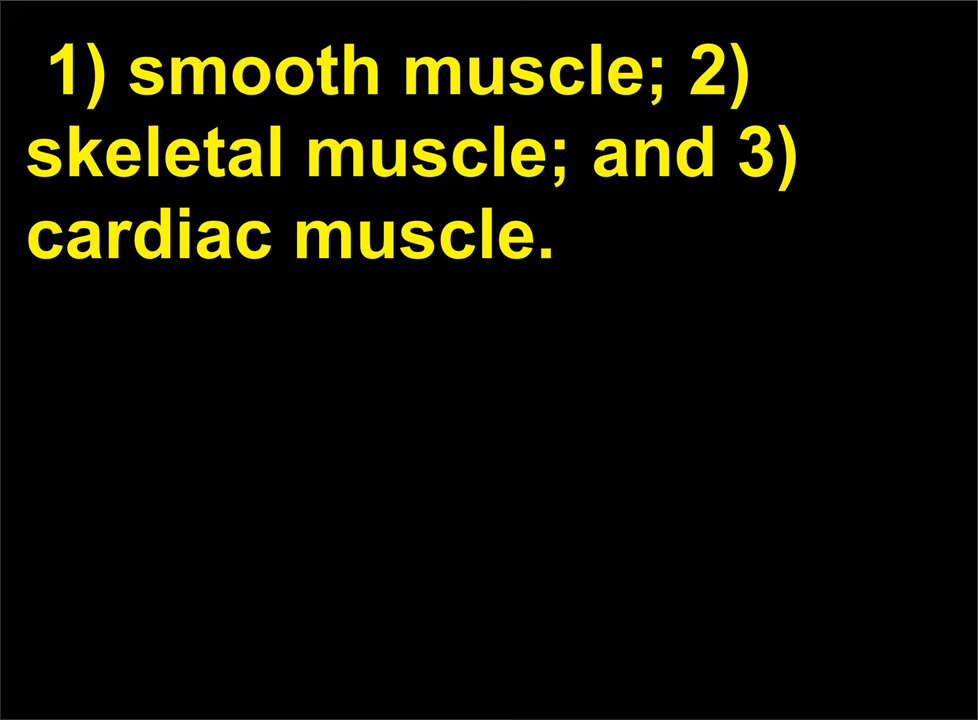 1) smooth muscle; 2)
skeletal muscle; and 3)
cardiac muscle.